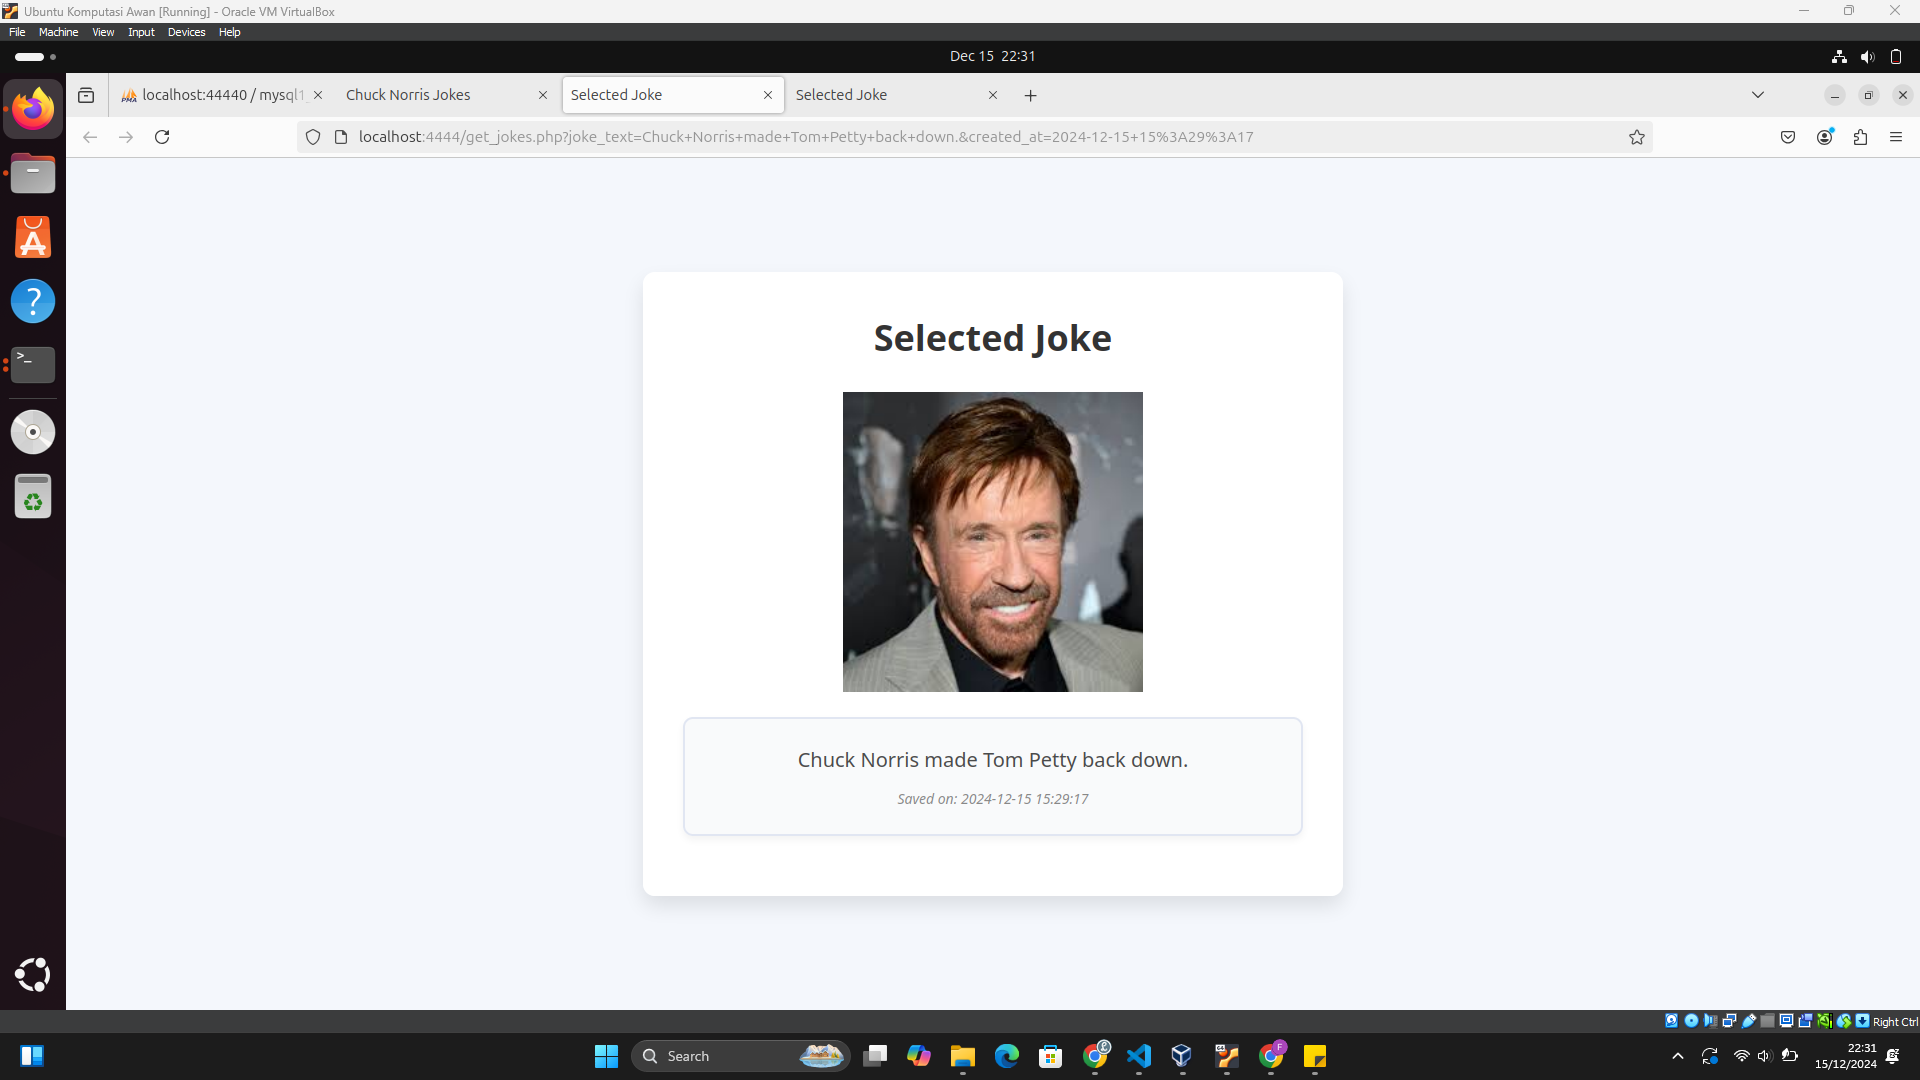 Ubuntu Komputasi Awan [Running] - Oracle VM VirtualBox
File Machine View Input Devices Help
Dec 15 22:31
localhost:44440 / mysql1
Chuck Norris Jokes
Selected Joke
Selected Joke
localhost:4444/get_jokes.php?joke_text=Chuck+Norris+made+Tom+Petty+back+down.&created_at=2024-12-15+15%3A29%3A17
Selected Joke
Chuck Norris made Tom Petty back down.
Saved on: 2024-12-15 15:29:17
Right Ctrl
Search
22:31
15/12/2024